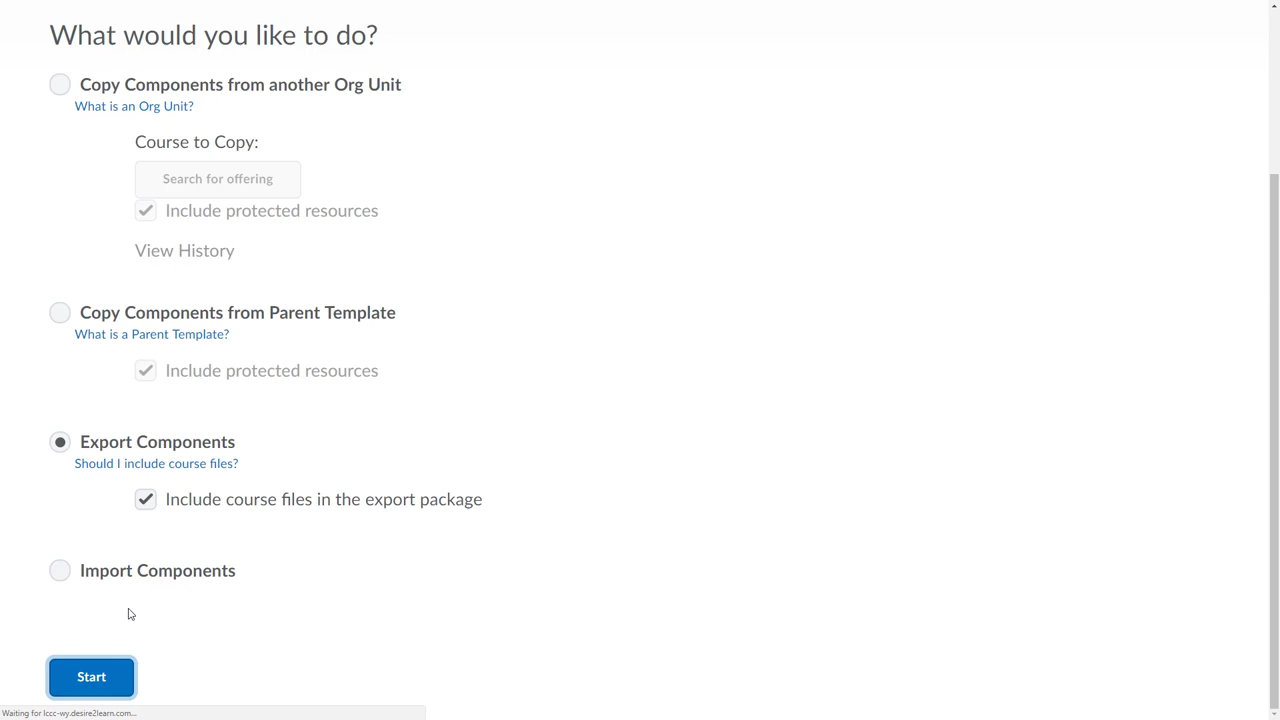 What would you like to do?
Copy Components from another Org Unit
What is an Org Unit?
Course to Copy:
Search for offering
Include protected resources
View History
Copy Components from Parent Template
What is a Parent Template?
Include protected resources
Export Components
Should I include course files?
Include course files in the export package
Import Components
Start
Waiting for lccc-wy.desire2learn.com...